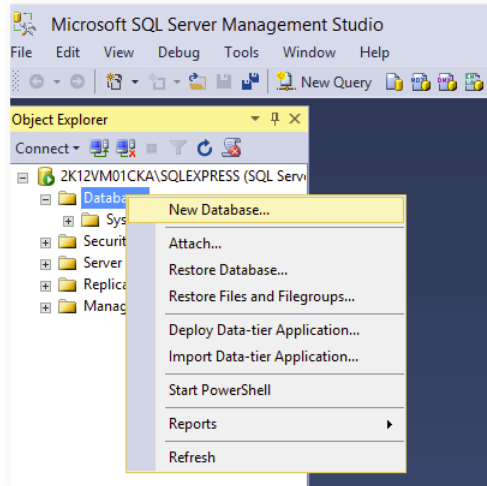 Microsoft SQL Server Management Studio
File Edit View Debug Tools Window Help
New Query
Object Explorer
Connect
2K12VM01CKA\SQLEXPRESS (SQL Serv
Databa
Sys
Securit
Server
Replica
Manag
New Database...
Attach...
Restore Database...
Restore Files and Filegroups...
Deploy Data-tier Application...
Import Data-tier Application...
Start PowerShell
Reports
Refresh